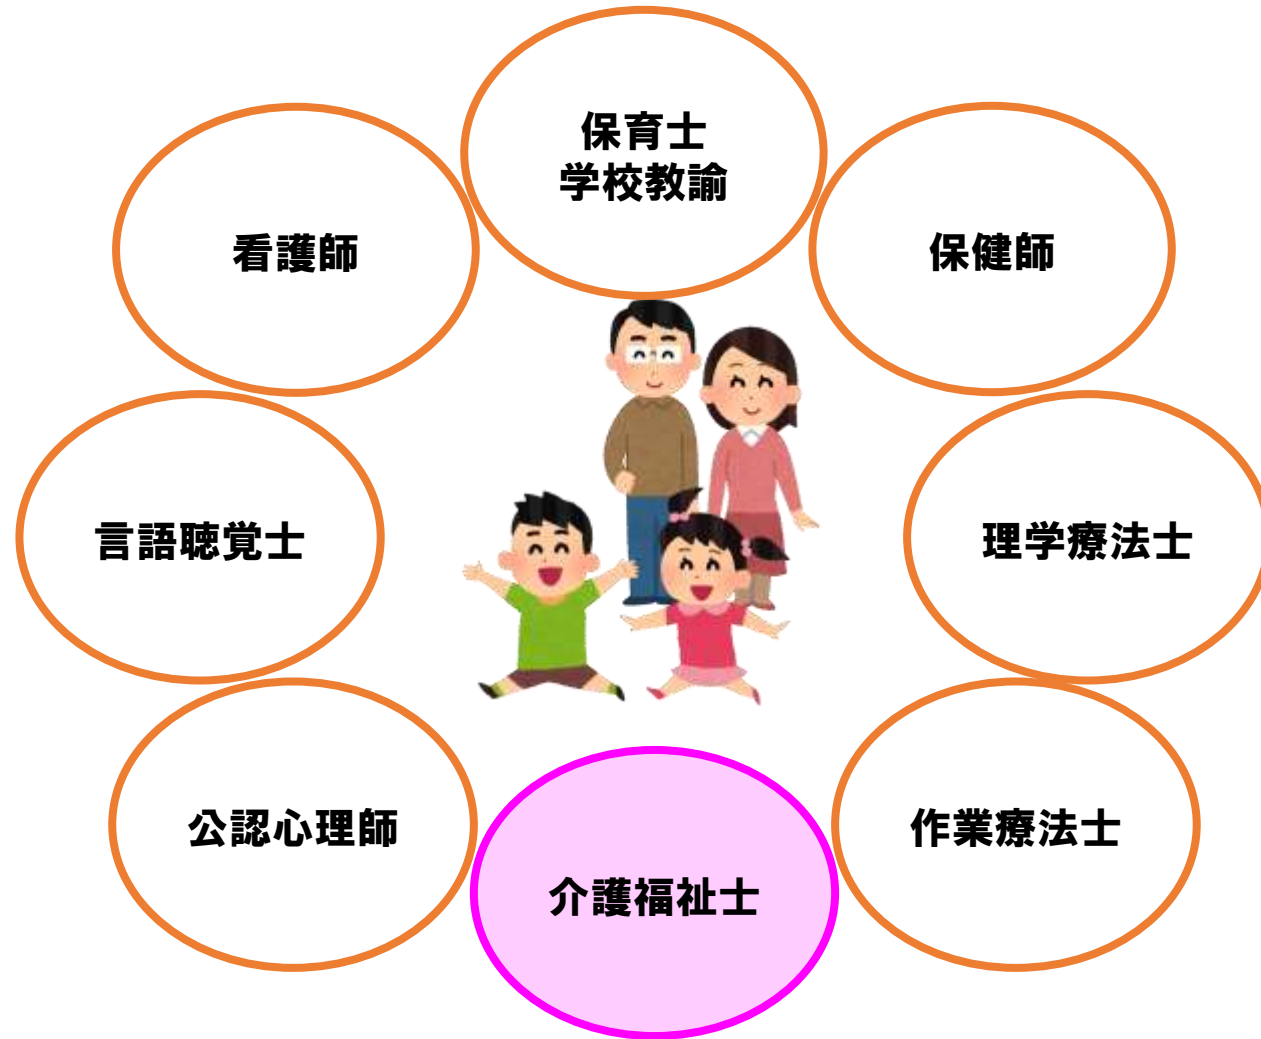 保育士
学校教諭
看護師
保健師
言語聴覚士
理学療法士
公認心理師
作業療法士
介護福祉士